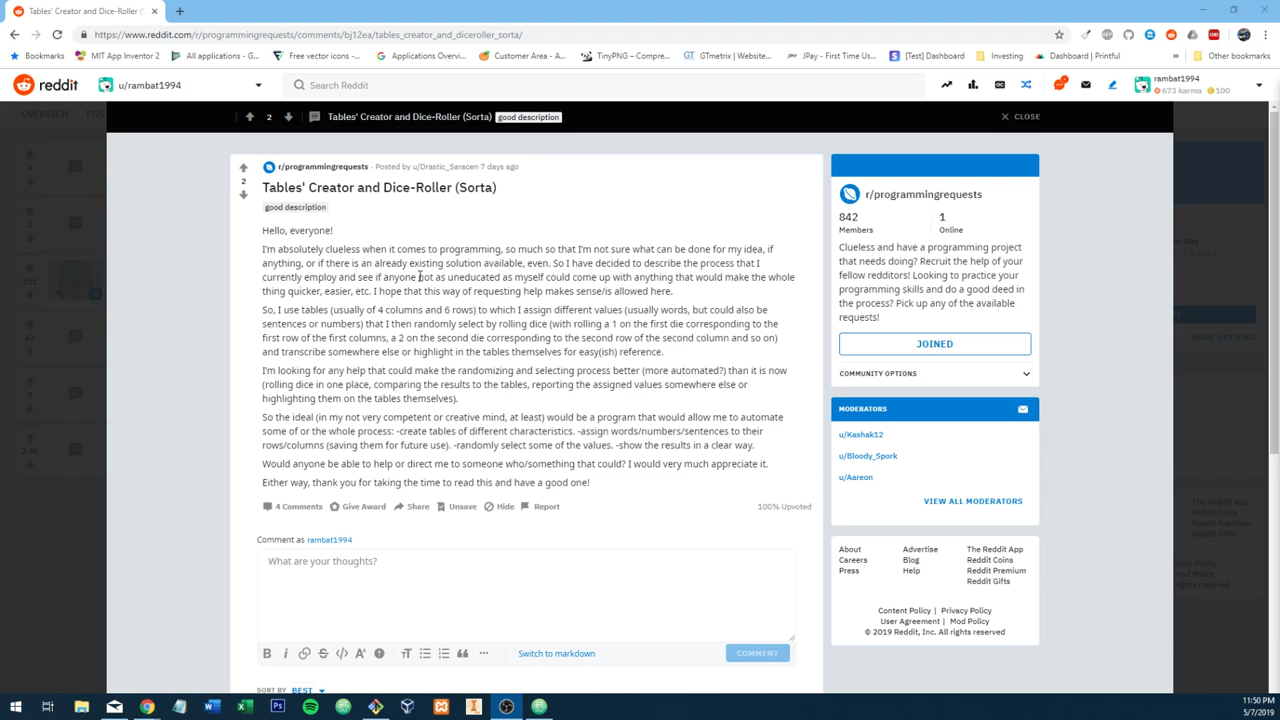 Tables' Creator and Dice-Roller (S
https://www.reddit.com/r/programmingrequests/comments/bj12ea/tables_creator_and_diceroller_sorta/
Bookmarks MIT App Inventor 2 All applications - g... Free vector icons -... Applications Overvi... Customer Area - A... TinyPNG – Compre... GTmetrix | Website... JPay - First Time Us... [Test] Dashboard Investing Dashboard | Printful » Other bookmarks
reddit u/rambat1994 Search Reddit rambat1994
673 karma 100
2 Tables' Creator and Dice-Roller (Sorta) good description CLOSE
r/programmingrequests • Posted by u/Drastic_Saracen 7 days ago
2
Tables' Creator and Dice-Roller (Sorta)
good description
Hello, everyone!
I'm absolutely clueless when it comes to programming, so much so that I'm not sure what can be done for my idea, if
anything, or if there is an already existing solution available, even. So I have decided to describe the process that I
currently employ and see if anyone not as uneducated as myself could come up with anything that would make the whole
thing quicker, easier, etc. I hope that this way of requesting help makes sense/is allowed here.
So, I use tables (usually of 4 columns and 6 rows) to which I assign different values (usually words, but could also be
sentences or numbers) that I then randomly select by rolling dice (with rolling a 1 on the first die corresponding to the
first row of the first columns, a 2 on the second die corresponding to the second row of the second column and so on)
and transcribe somewhere else or highlight in the tables themselves for easy(ish) reference.
I'm looking for any help that could make the randomizing and selecting process better (more automated?) than it is now
(rolling dice in one place, comparing the results to the tables, reporting the assigned values somewhere else or
highlighting them on the tables themselves).
So the ideal (in my not very competent or creative mind, at least) would be a program that would allow me to automate
some of or the whole process: -create tables of different characteristics. -assign words/numbers/sentences to their
rows/columns (saving them for future use). -randomly select some of the values. -show the results in a clear way.
Would anyone be able to help or direct me to someone who/something that could? I would very much appreciate it.
Either way, thank you for taking the time to read this and have a good one!
4 Comments Give Award Share Unsave Hide Report 100% Upvoted
Comment as rambat1994
What are your thoughts?
Switch to markdown COMMENT
SORT BY BEST
r/programmingrequests
842 1
Members Online
Clueless and have a programming project
that needs doing? Recruit the help of your
fellow redditors! Looking to practice your
programming skills and do a good deed in
the process? Pick up any of the available
requests!
JOINED
COMMUNITY OPTIONS
MODERATORS
u/Kashak12
u/Bloody_Spork
u/Aareon
VIEW ALL MODERATORS
About Advertise The Reddit App
Careers Blog Reddit Coins
Press Help Reddit Premium
Reddit Gifts
Content Policy | Privacy Policy
User Agreement | Mod Policy
© 2019 Reddit, Inc. All rights reserved
OVERVIEW
MORE OPTIONS
The Reddit App
Reddit Coins
Reddit Premium
Reddit Gifts
11:50 PM
5/7/2019